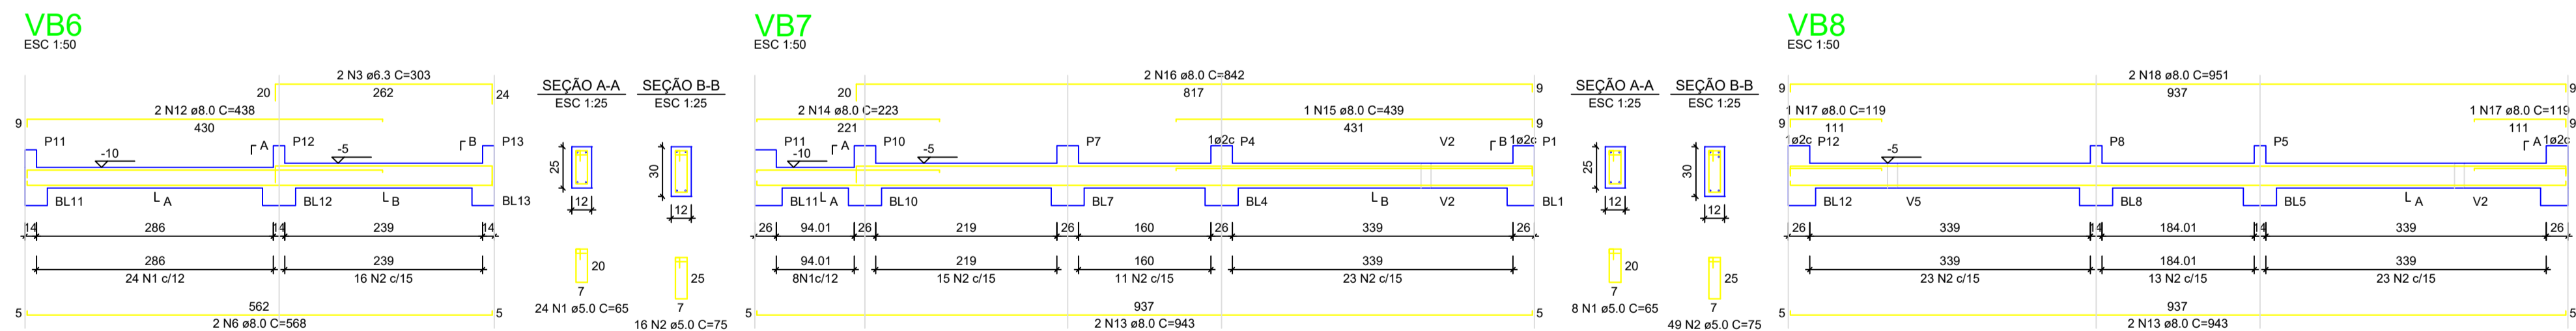 VB6
ESC 1:50
2 N3 ø6.3 C=303
20
262
24
2 N12 ø8.0 C=438
9
430
P11
A
P12
B
P13
-10
-5
BL11
A
BL12
B
BL13
14
286
14
239
14
286
239
24 N1 c/12
16 N2 c/15
562
5
5
2 N6 ø8.0 C=568
SEÇÃO A-A
ESC 1:25
25
12
20
7
24 N1 ø5.0 C=65
SEÇÃO B-B
ESC 1:25
30
12
25
7
16 N2 ø5.0 C=75
VB7
ESC 1:50
2 N16 ø8.0 C=842
20
817
9
2 N14 ø8.0 C=223
1 N15 ø8.0 C=439
9
221
431
9
P11
A
P10
P7
1ø2c
P4
V2
B
1ø2c
P1
-10
-5
BL11
A
BL10
BL7
BL4
B
V2
BL1
26
94.01
26
219
26
160
26
339
26
94.01
219
160
339
8N1c/12
15 N2 c/15
11 N2 c/15
23 N2 c/15
937
5
5
2 N13 ø8.0 C=943
SEÇÃO A-A
ESC 1:25
25
12
20
7
8 N1 ø5.0 C=65
SEÇÃO B-B
ESC 1:25
30
12
25
7
49 N2 ø5.0 C=75
VB8
ESC 1:50
2 N18 ø8.0 C=951
9
937
9
1 N17 ø8.0 C=119
1 N17 ø8.0 C=119
9
111
111
9
1ø2c
P12
P8
P5
A
1ø2c
-5
BL12
V5
BL8
BL5
A
V2
26
339
14
184.01
14
339
26
339
184.01
339
23 N2 c/15
13 N2 c/15
23 N2 c/15
937
5
5
2 N13 ø8.0 C=943